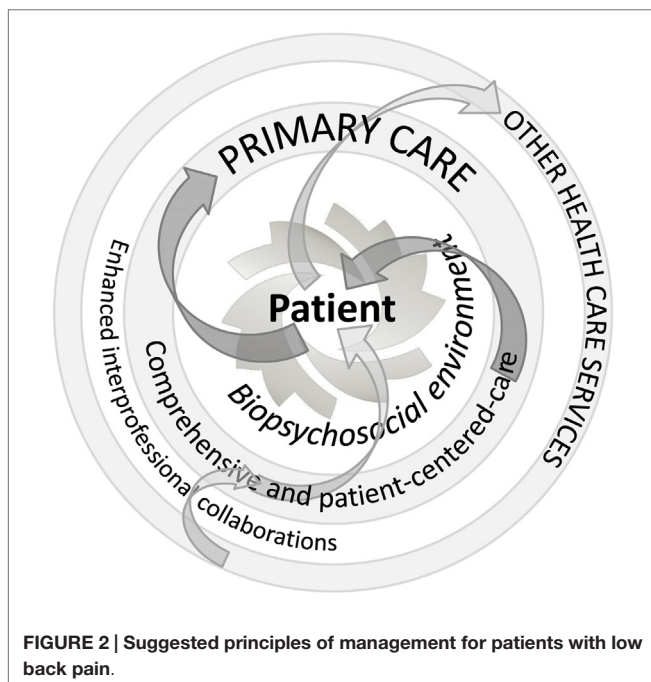 OTHER HEALTH CARE SERVICES
PRIMARY CARE
Patient
Biopsychosocial environment
Comprehensive and patient-centered-care
Enhanced interprofessional collaborations
FIGURE 2 | Suggested principles of management for patients with low
back pain.